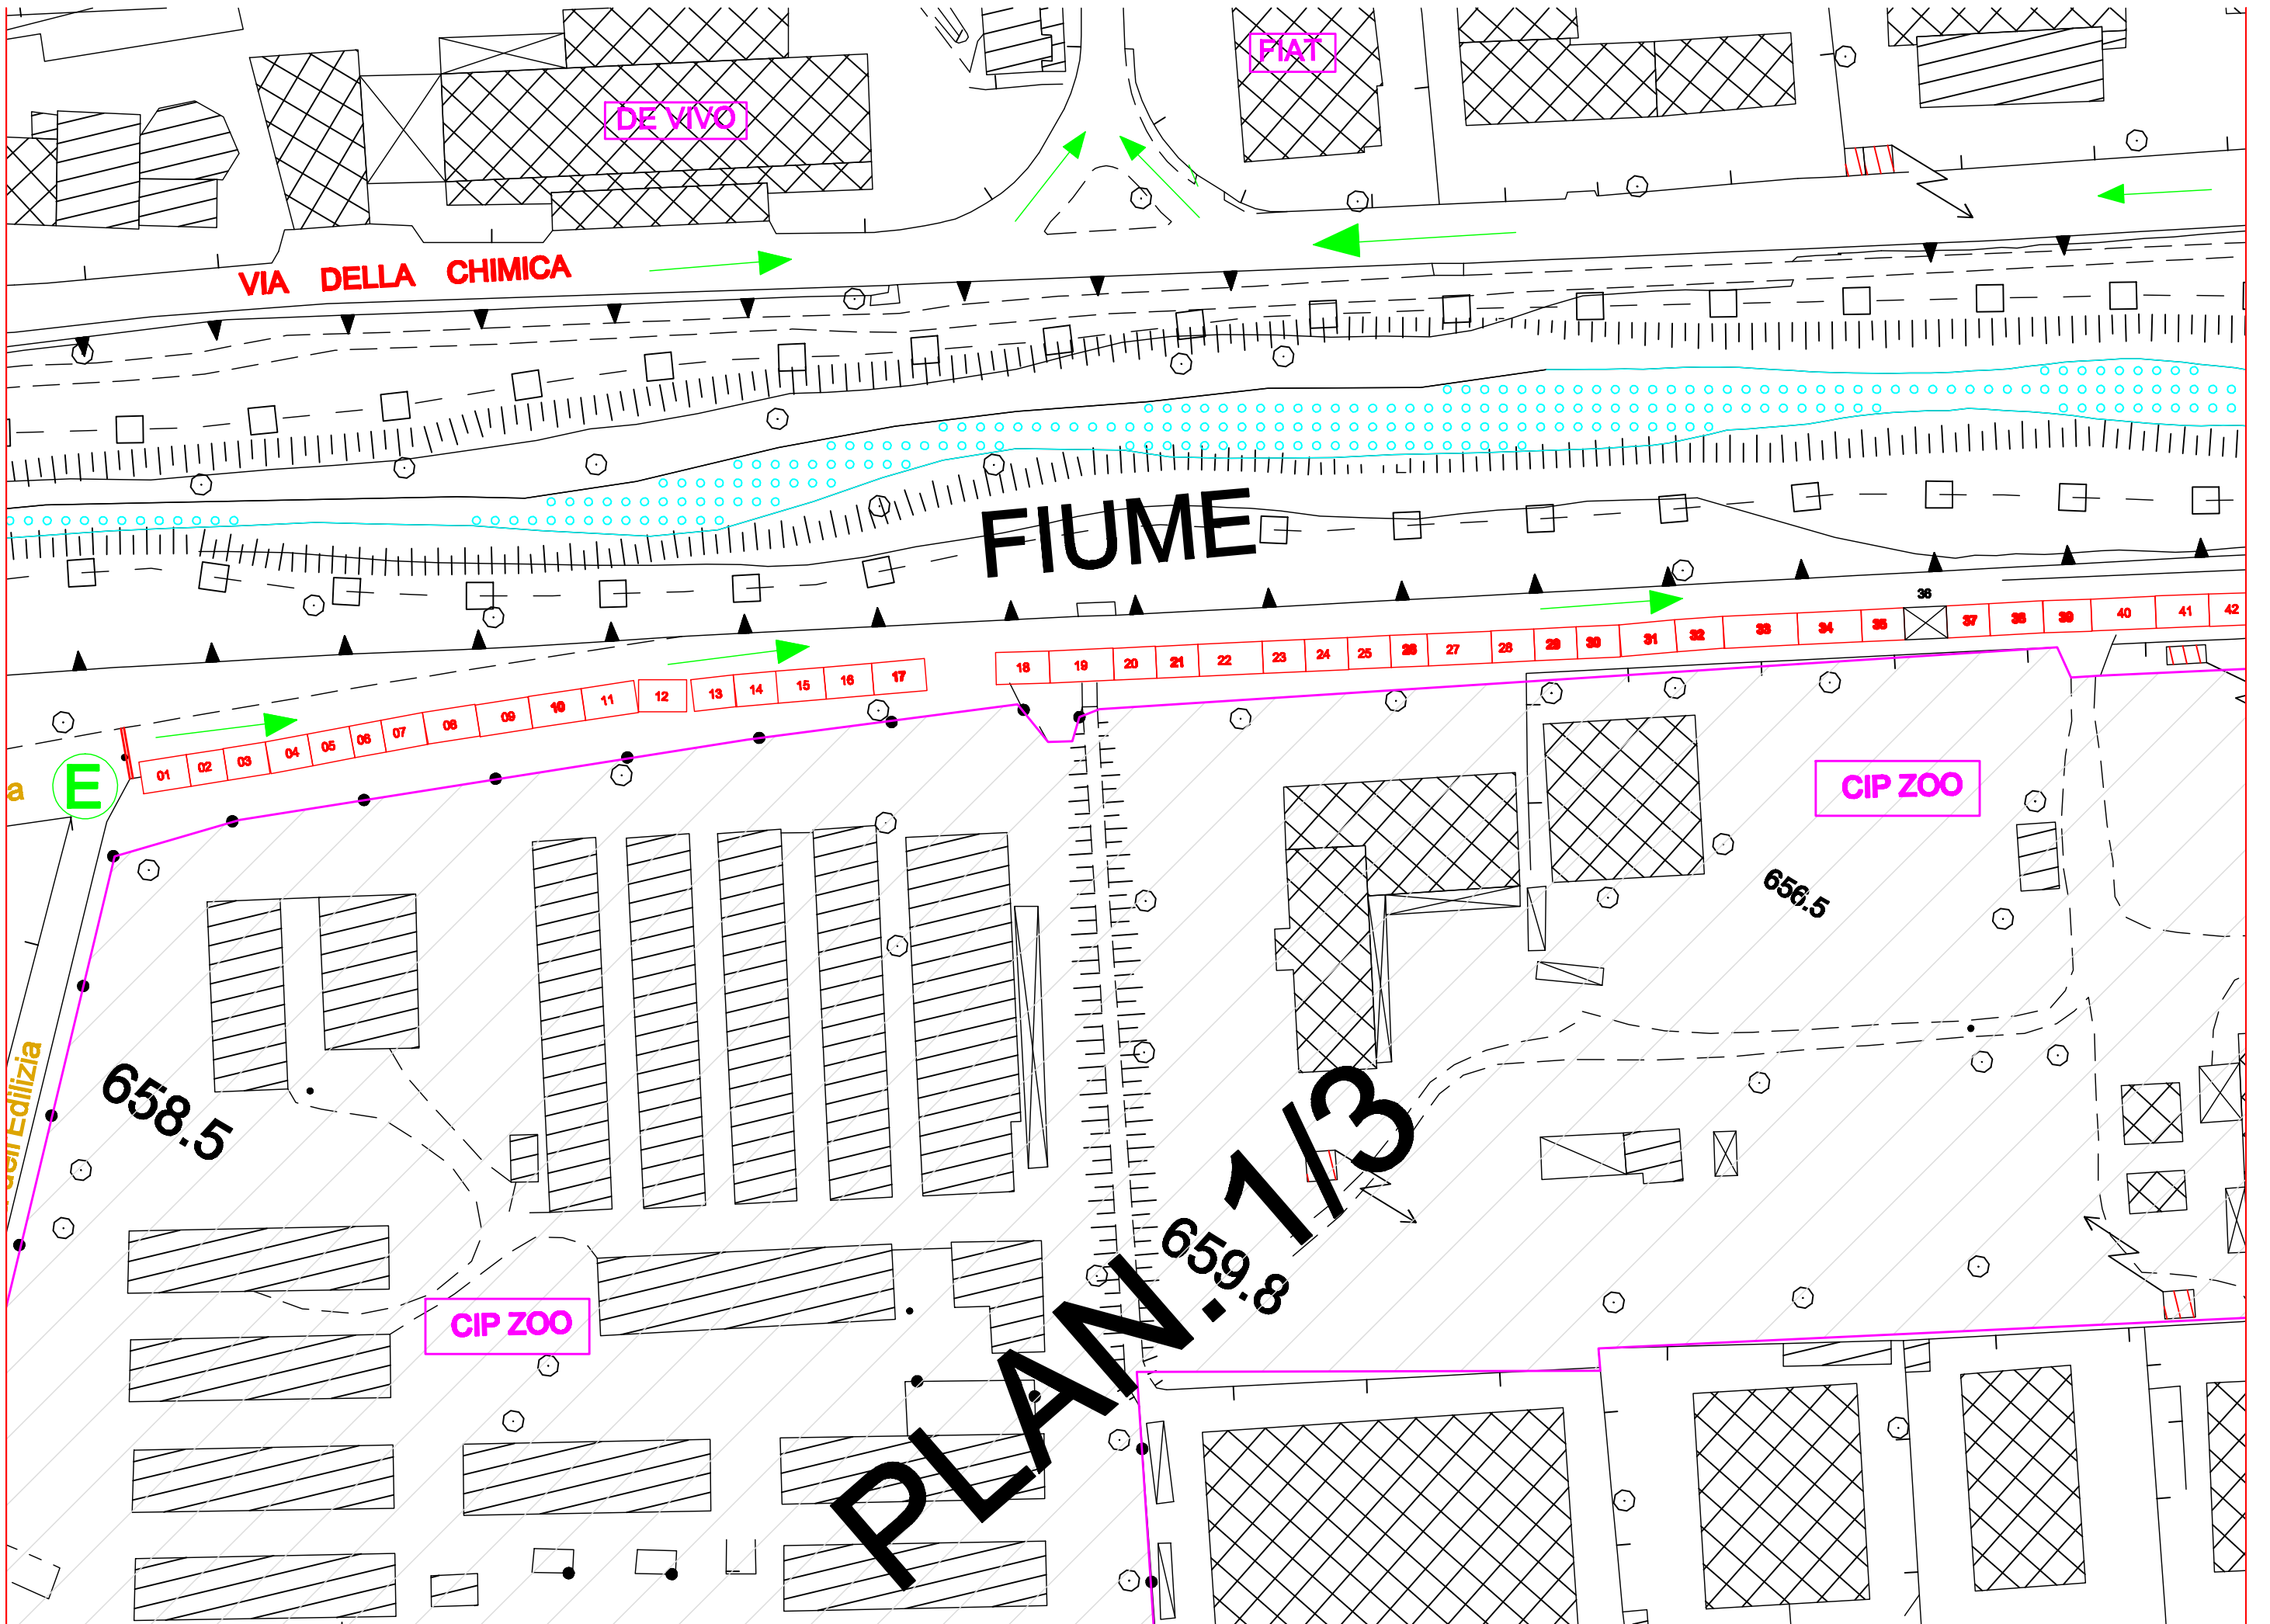 FIAT
DE VIVO
VIA DELLA CHIMICA
FIUME
36
01 02 03 04 05 06 07 08 09 10 11 12 13 14 15 16 17 18 19 20 21 22 23 24 25 26 27 28 29 30 31 32 33 34 35 37 38 39 40 41 42
a
E
CIP ZOO
656.5
658.5
dell'Edilizia
659.8
PLAN. 1/3
CIP ZOO